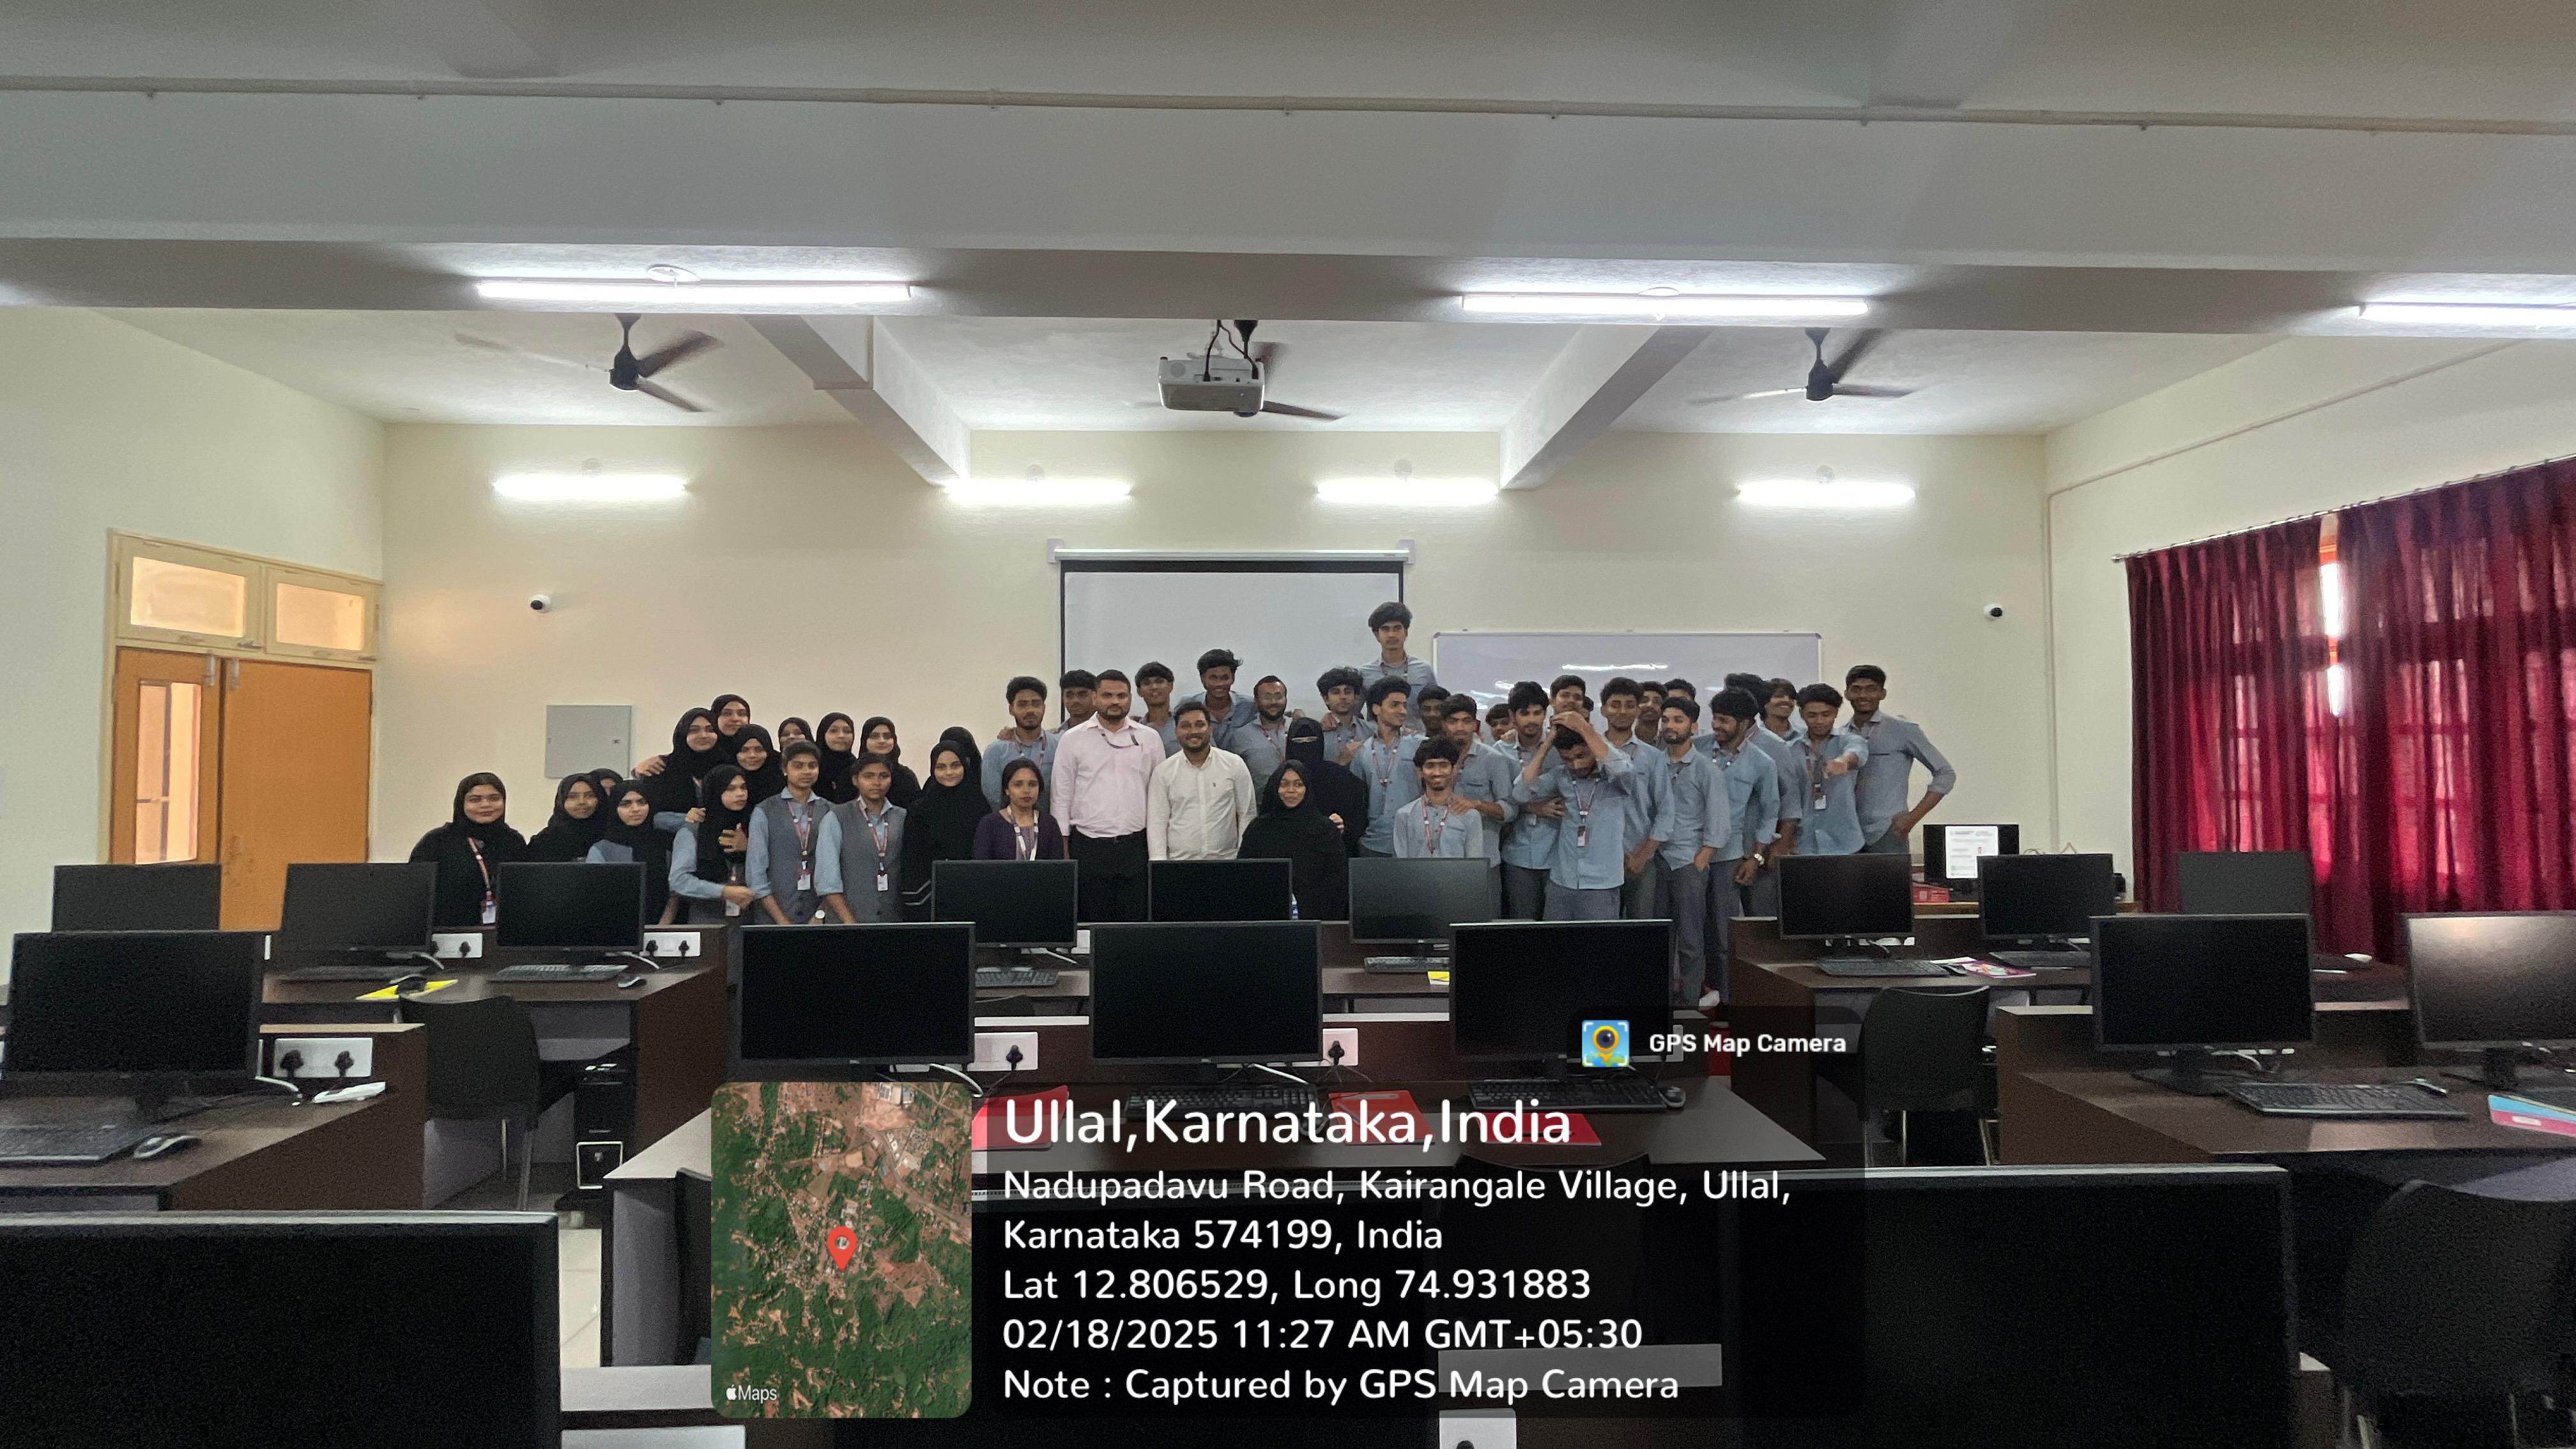 GPS Map Camera
Ullal,Karnataka,India
Nadupadavu Road, Kairangale Village, Ullal,
Karnataka 574199, India
Lat 12.806529, Long 74.931883
02/18/2025 11:27 AM GMT+05:30
Note : Captured by GPS Map Camera
Maps